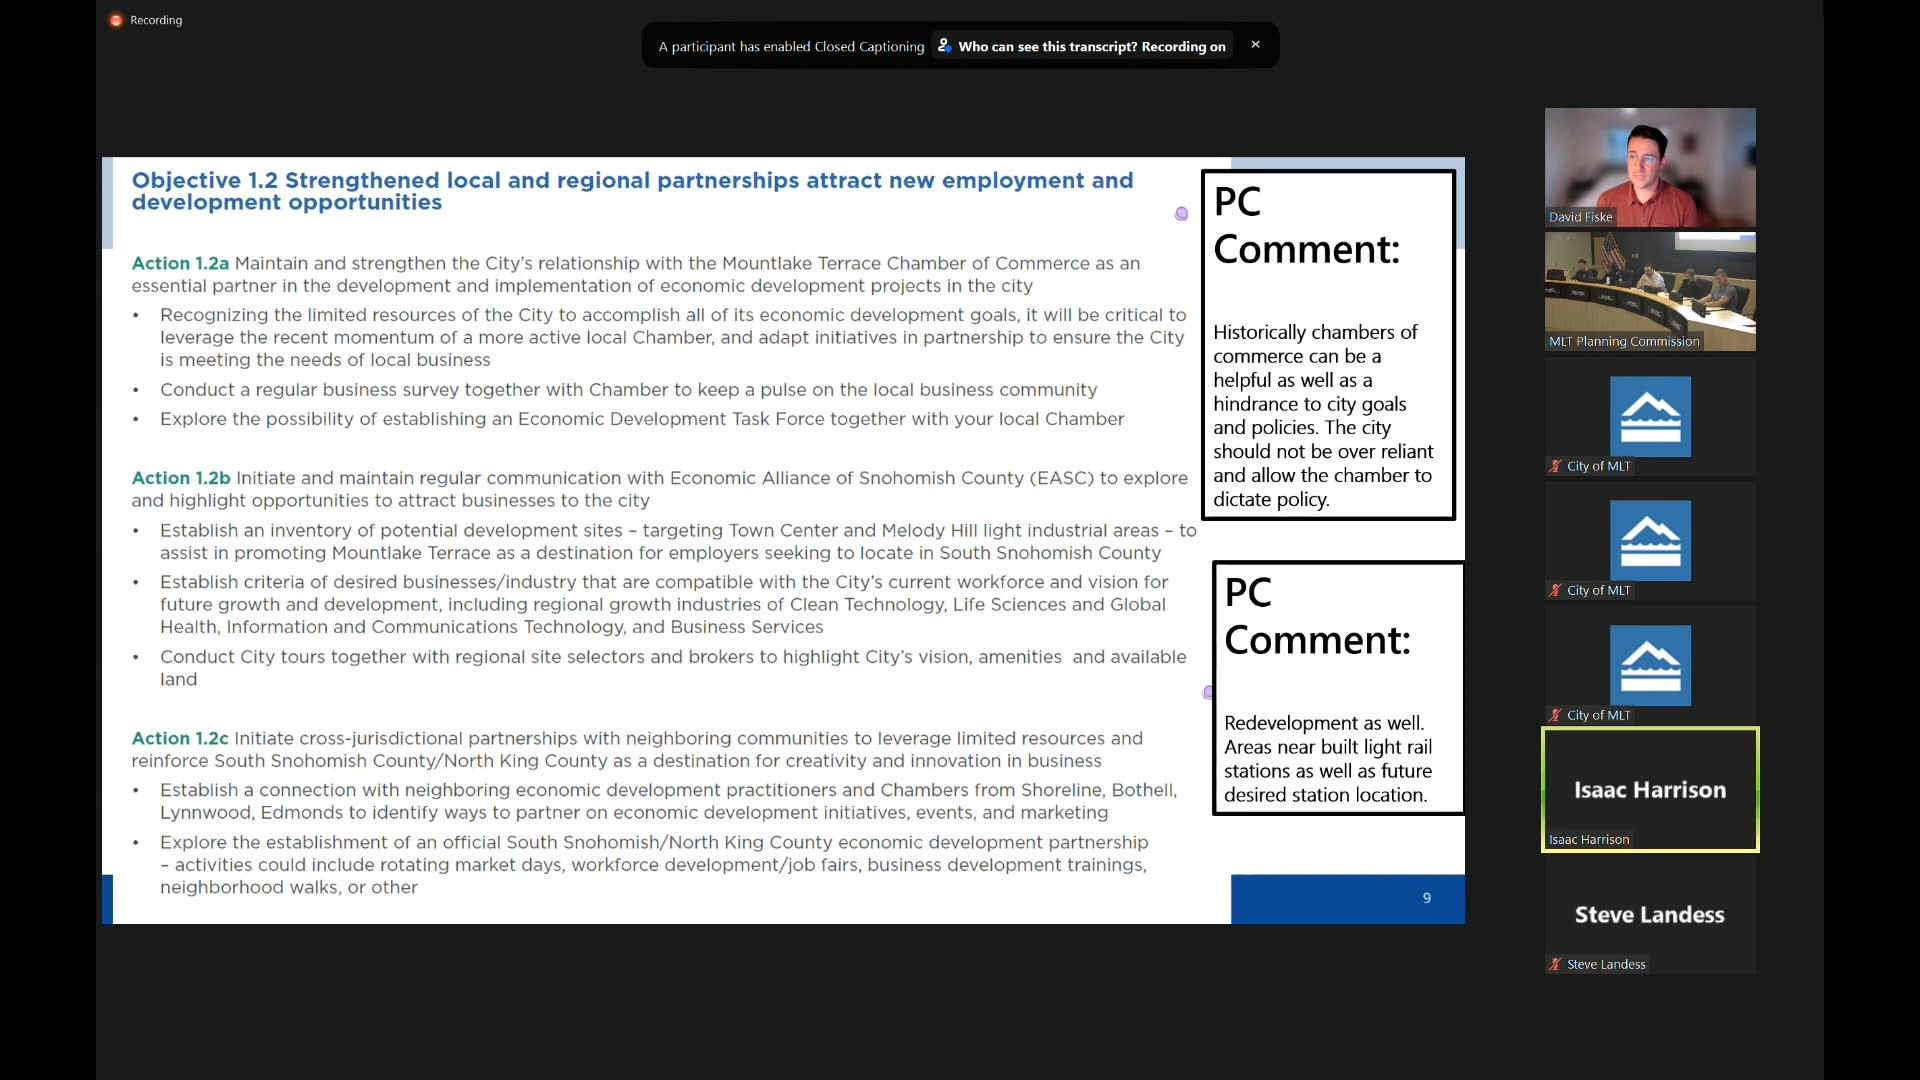 Recording
A participant has enabled Closed Captioning Who can see this transcript? Recording on
Objective 1.2 Strengthened local and regional partnerships attract new employment and
development opportunities
Action 1.2a Maintain and strengthen the City's relationship with the Mountlake Terrace Chamber of Commerce as an
essential partner in the development and implementation of economic development projects in the city
• Recognizing the limited resources of the City to accomplish all of its economic development goals, it will be critical to
leverage the recent momentum of a more active local Chamber, and adapt initiatives in partnership to ensure the City
is meeting the needs of local business
• Conduct a regular business survey together with Chamber to keep a pulse on the local business community
• Explore the possibility of establishing an Economic Development Task Force together with your local Chamber
Action 1.2b Initiate and maintain regular communication with Economic Alliance of Snohomish County (EASC) to explore
and highlight opportunities to attract businesses to the city
• Establish an inventory of potential development sites – targeting Town Center and Melody Hill light industrial areas – to
assist in promoting Mountlake Terrace as a destination for employers seeking to locate in South Snohomish County
• Establish criteria of desired businesses/industry that are compatible with the City's current workforce and vision for
future growth and development, including regional growth industries of Clean Technology, Life Sciences and Global
Health, Information and Communications Technology, and Business Services
• Conduct City tours together with regional site selectors and brokers to highlight City's vision, amenities and available
land
Action 1.2c Initiate cross-jurisdictional partnerships with neighboring communities to leverage limited resources and
reinforce South Snohomish County/North King County as a destination for creativity and innovation in business
• Establish a connection with neighboring economic development practitioners and Chambers from Shoreline, Bothell,
Lynnwood, Edmonds to identify ways to partner on economic development initiatives, events, and marketing
• Explore the establishment of an official South Snohomish/North King County economic development partnership
– activities could include rotating market days, workforce development/job fairs, business development trainings,
neighborhood walks, or other
PC
Comment:
Historically chambers of
commerce can be a
helpful as well as a
hindrance to city goals
and policies. The city
should not be over reliant
and allow the chamber to
dictate policy.
PC
Comment:
Redevelopment as well.
Areas near built light rail
stations as well as future
desired station location.
9
David Fiske
MLT Planning Commission
City of MLT
City of MLT
City of MLT
Isaac Harrison
Isaac Harrison
Steve Landess
Steve Landess